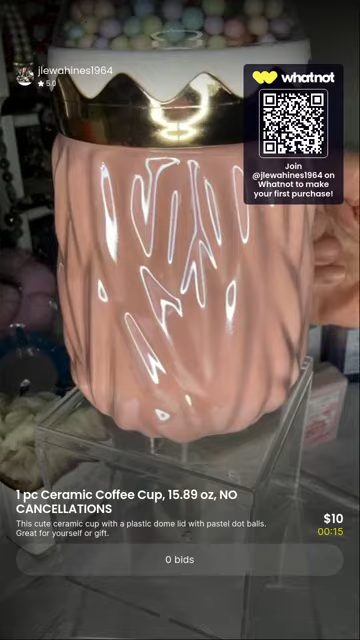 jlewahines1964
★ 5.0
whatnot
Join
@jlewahines1964 on
Whatnot to make
your first purchase!
1 pc Ceramic Coffee Cup, 15.89 oz, NO
CANCELLATIONS
This cute ceramic cup with a plastic dome lid with pastel dot balls.
Great for yourself or gift.
$10
00:15
0 bids